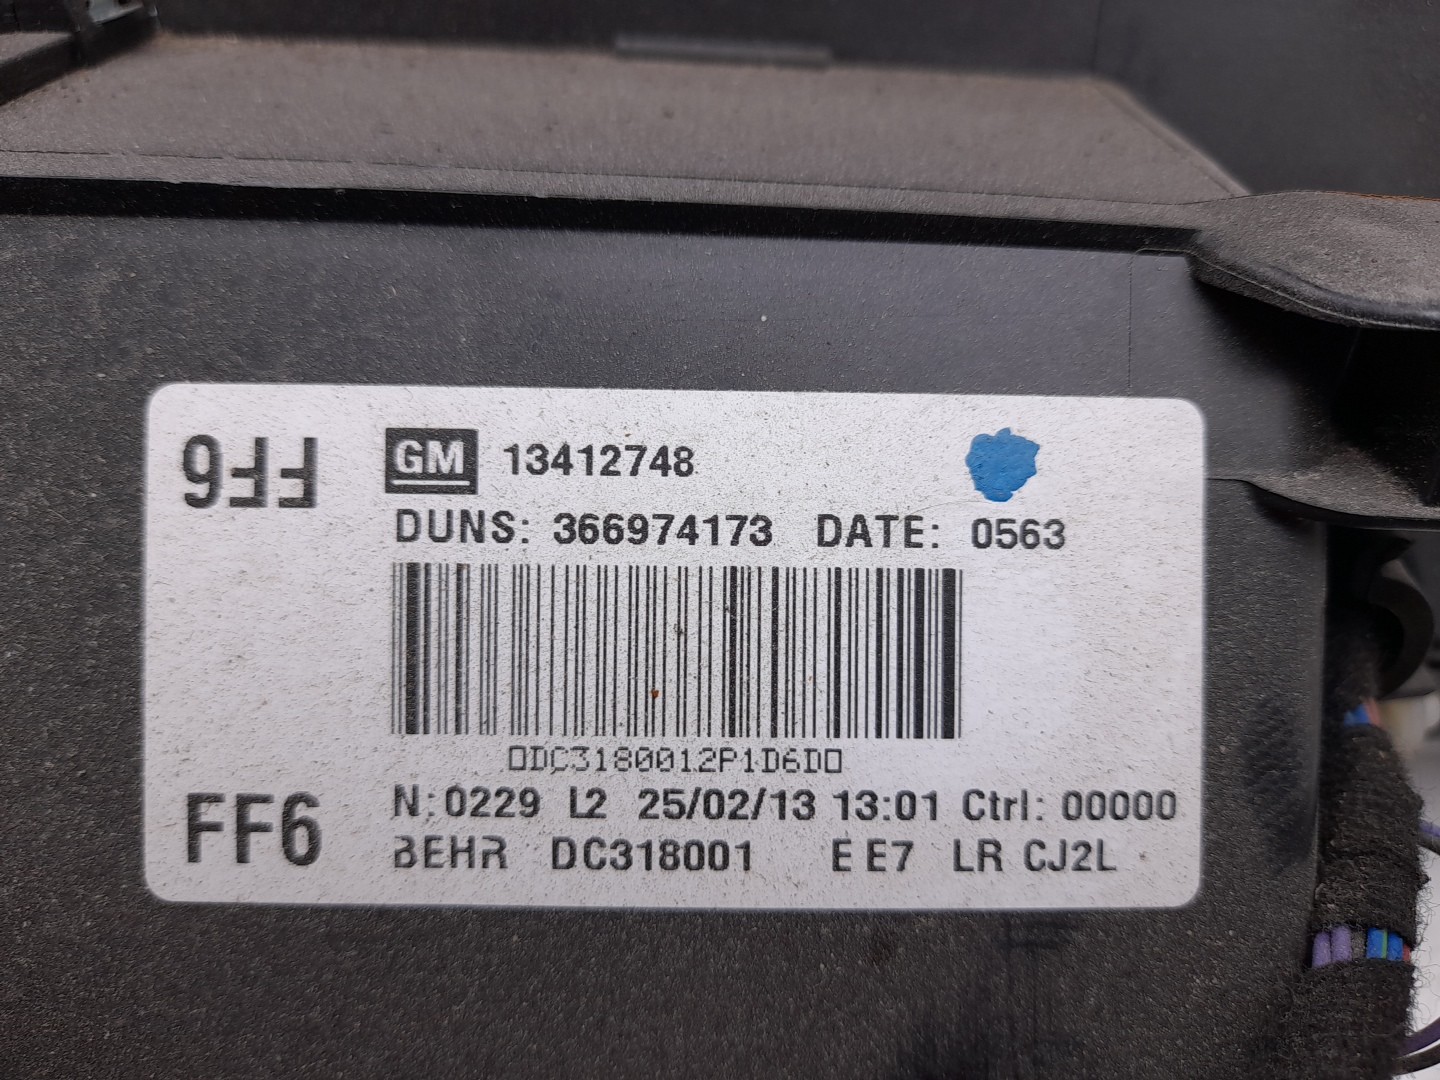 FF6
GM 13412748
DUNS: 366974173 DATE: 0563
DC3180012P1D6D
FF6
N:0229 L2 25/02/13 13:01 Ctrl: 00000
BEHR DC318001 E E7 LR CJ2L